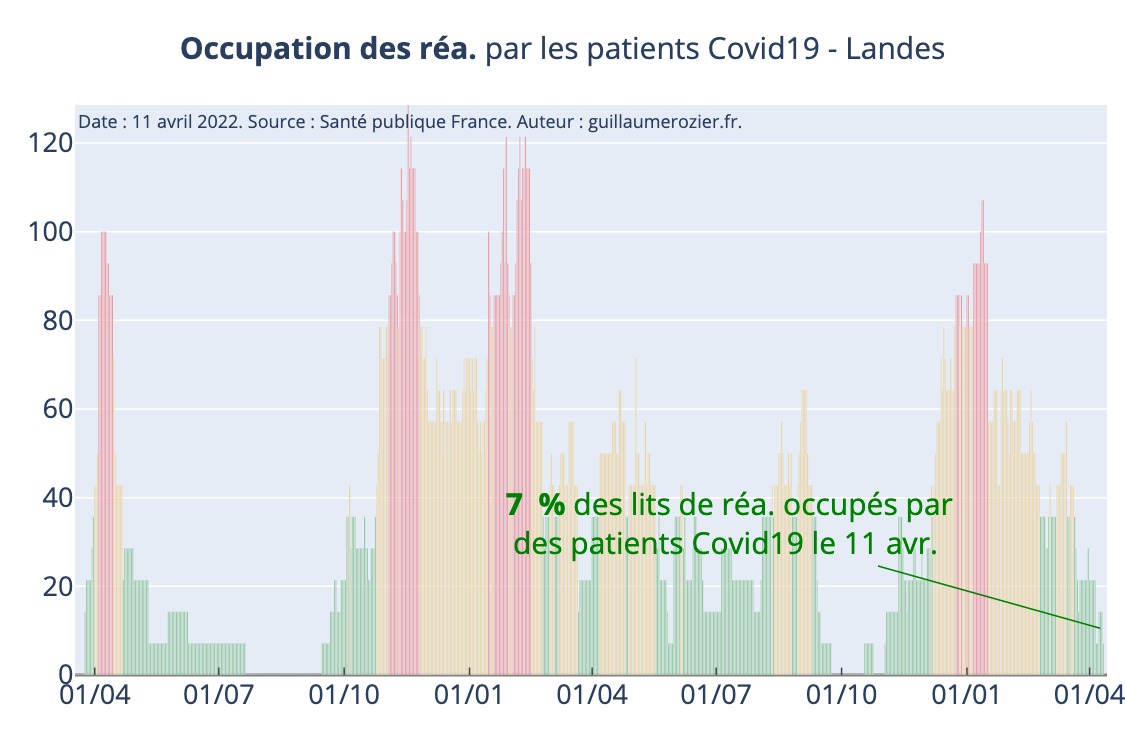 Occupation des réa. par les patients Covid19 - Landes
Date : 11 avril 2022. Source : Santé publique France. Auteur : guillaumerozier.fr.
120
100
80
60
40
20
0
7 % des lits de réa. occupés par
des patients Covid19 le 11 avr.
01/04 01/07 01/10 01/01 01/04 01/07 01/10 01/01 01/04